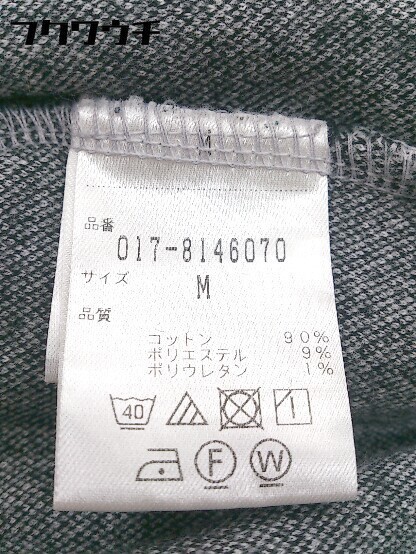 フクウウチ
M
品番
017-8146070
サイズ M
品質
コットン 90%
ポリエステル 9%
ポリウレタン 1%
40
F W